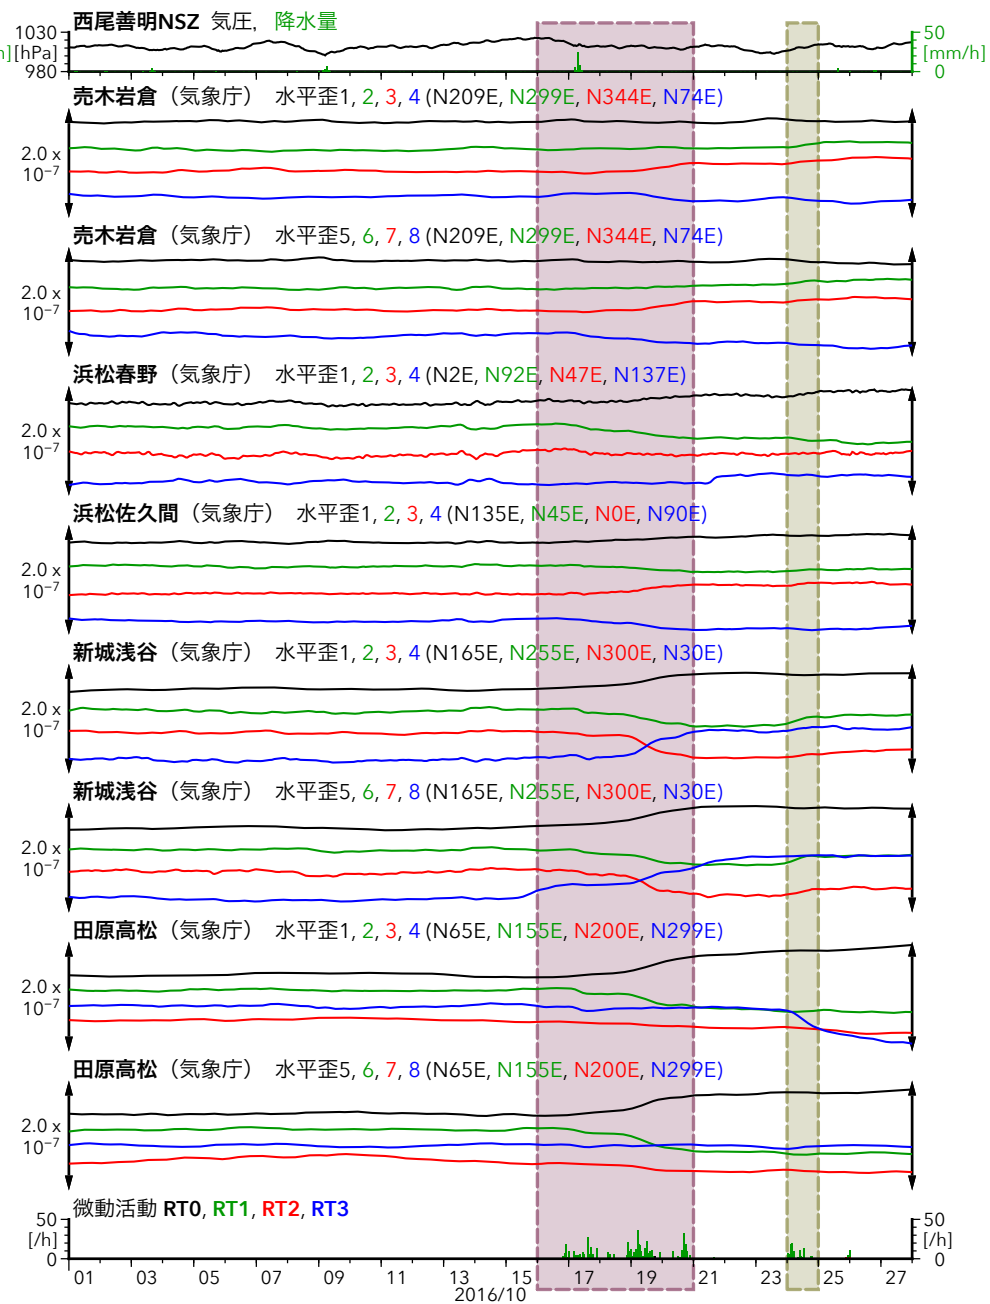 西尾善明NSZ 気圧, 降水量
1030 50
h][hPa] [mm/h]
980 0
売木岩倉（気象庁） 水平歪1, 2, 3, 4 (N209E, N299E, N344E, N74E)
2.0 x
10⁻⁷
売木岩倉（気象庁） 水平歪5, 6, 7, 8 (N209E, N299E, N344E, N74E)
2.0 x
10⁻⁷
浜松春野（気象庁） 水平歪1, 2, 3, 4 (N2E, N92E, N47E, N137E)
2.0 x
10⁻⁷
浜松佐久間（気象庁） 水平歪1, 2, 3, 4 (N135E, N45E, N0E, N90E)
2.0 x
10⁻⁷
新城浅谷（気象庁） 水平歪1, 2, 3, 4 (N165E, N255E, N300E, N30E)
2.0 x
10⁻⁷
新城浅谷（気象庁） 水平歪5, 6, 7, 8 (N165E, N255E, N300E, N30E)
2.0 x
10⁻⁷
田原高松（気象庁） 水平歪1, 2, 3, 4 (N65E, N155E, N200E, N299E)
2.0 x
10⁻⁷
田原高松（気象庁） 水平歪5, 6, 7, 8 (N65E, N155E, N200E, N299E)
2.0 x
10⁻⁷
微動活動 RT0, RT1, RT2, RT3
50 50
[/h] [/h]
0 0
01 03 05 07 09 11 13 15 17 19 21 23 25 27
2016/10